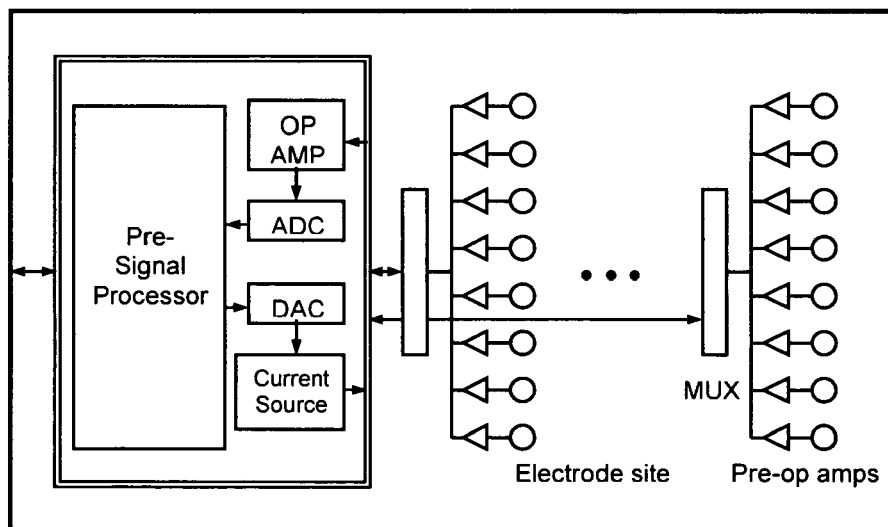 OP
AMP
ADC
Pre-
Signal
Processor
DAC
Current
Source
MUX
Electrode site
Pre-op amps